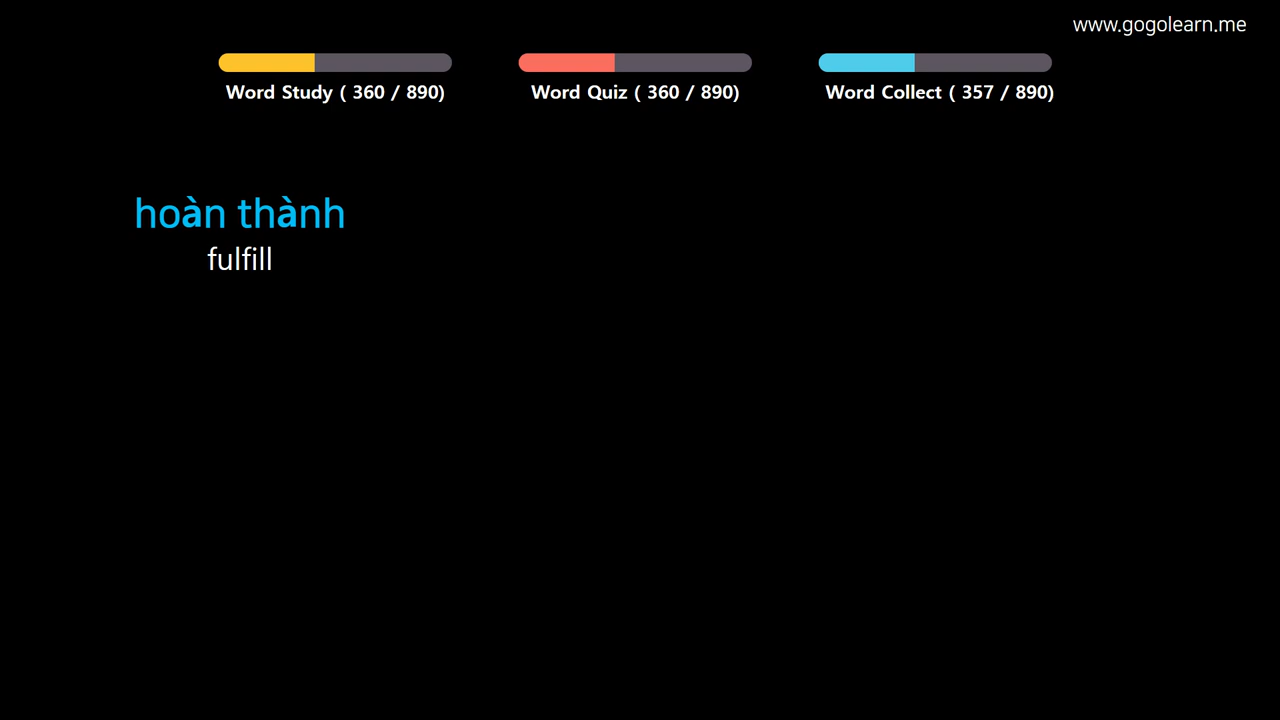 www.gogolearn.me
Word Study ( 360 / 890)
Word Quiz ( 360 / 890)
Word Collect ( 357 / 890)
hoàn thành
fulfill